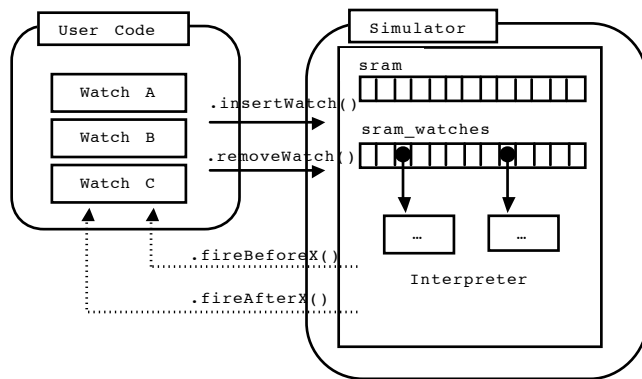 User Code
Simulator
Watch A
Watch B
Watch C
.insertWatch()
.removeWatch()
sram
sram_watches
…
…
Interpreter
.fireBeforeX()
.fireAfterX()